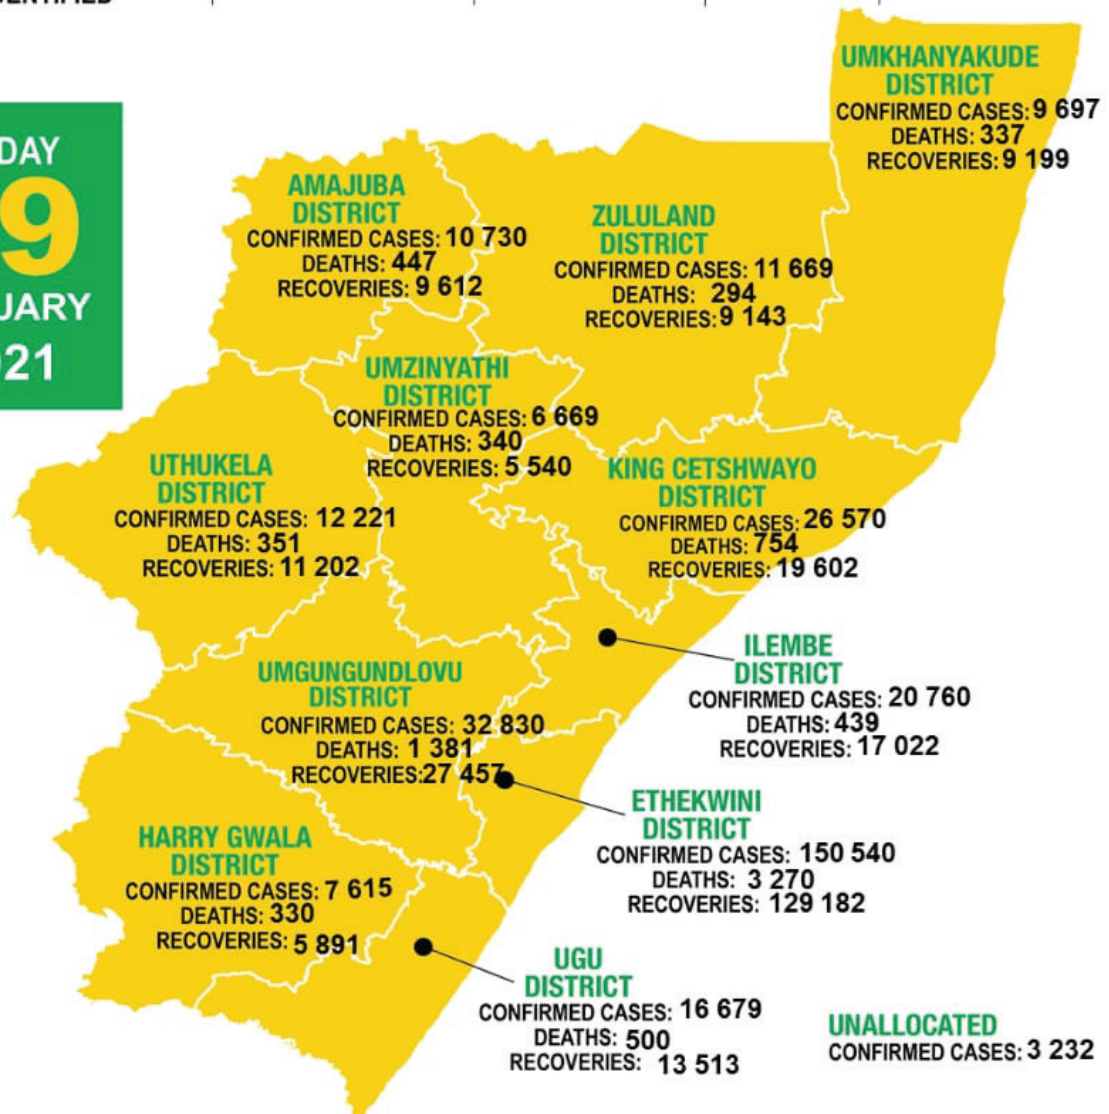 UMKHANYAKUDE
DISTRICT
CONFIRMED CASES: 9 697
DEATHS: 337
RECOVERIES: 9 199
DAY
9
UARY
21
AMAJUBA
DISTRICT
CONFIRMED CASES: 10 730
DEATHS: 447
RECOVERIES: 9 612
ZULULAND
DISTRICT
CONFIRMED CASES: 11 669
DEATHS: 294
RECOVERIES: 9 143
UMZINYATHI
DISTRICT
CONFIRMED CASES: 6 669
DEATHS: 340
RECOVERIES: 5 540
UTHUKELA
DISTRICT
CONFIRMED CASES: 12 221
DEATHS: 351
RECOVERIES: 11 202
KING CETSHWAYO
DISTRICT
CONFIRMED CASES: 26 570
DEATHS: 754
RECOVERIES: 19 602
ILEMBE
DISTRICT
CONFIRMED CASES: 20 760
DEATHS: 439
RECOVERIES: 17 022
UMGUNGUNDLOVU
DISTRICT
CONFIRMED CASES: 32 830
DEATHS: 1 381
RECOVERIES: 27 457
ETHEKWINI
DISTRICT
CONFIRMED CASES: 150 540
DEATHS: 3 270
RECOVERIES: 129 182
HARRY GWALA
DISTRICT
CONFIRMED CASES: 7 615
DEATHS: 330
RECOVERIES: 5 891
UGU
DISTRICT
CONFIRMED CASES: 16 679
DEATHS: 500
RECOVERIES: 13 513
UNALLOCATED
CONFIRMED CASES: 3 232